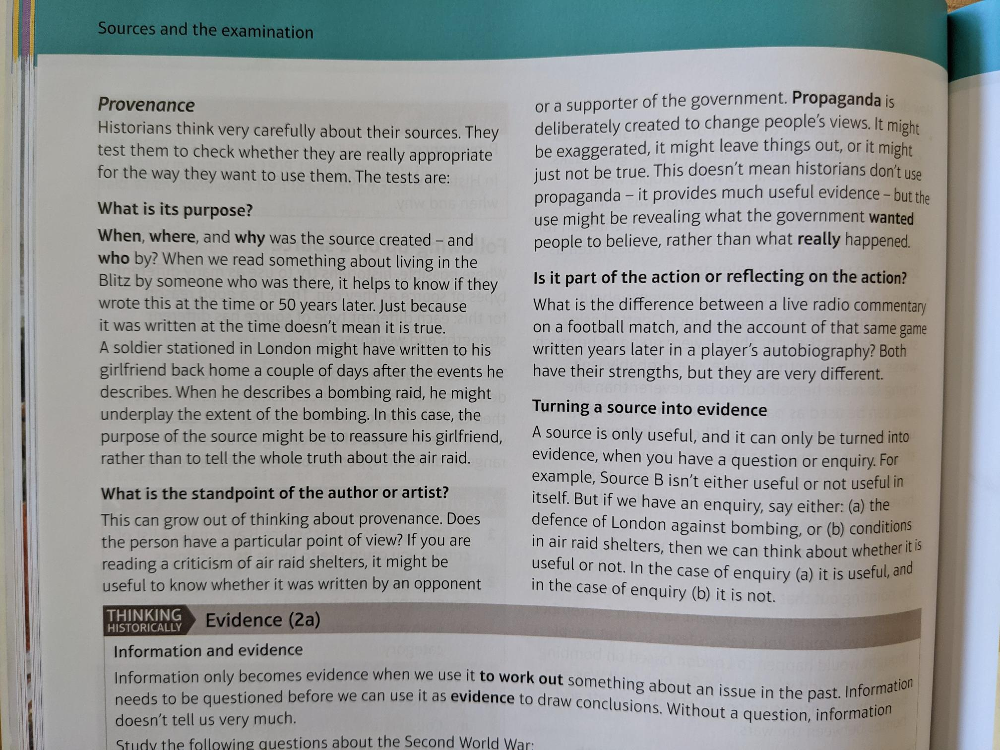 Sources and the examination
Provenance
Historians think very carefully about their sources. They
test them to check whether they are really appropriate
for the way they want to use them. The tests are:
What is its purpose?
When, where, and why was the source created – and
who by? When we read something about living in the
Blitz by someone who was there, it helps to know if they
wrote this at the time or 50 years later. Just because
it was written at the time doesn't mean it is true.
A soldier stationed in London might have written to his
girlfriend back home a couple of days after the events he
describes. When he describes a bombing raid, he might
underplay the extent of the bombing. In this case, the
purpose of the source might be to reassure his girlfriend,
rather than to tell the whole truth about the air raid.
What is the standpoint of the author or artist?
This can grow out of thinking about provenance. Does
the person have a particular point of view? If you are
reading a criticism of air raid shelters, it might be
useful to know whether it was written by an opponent
or a supporter of the government. Propaganda is
deliberately created to change people's views. It might
be exaggerated, it might leave things out, or it might
just not be true. This doesn't mean historians don't use
propaganda – it provides much useful evidence – but the
use might be revealing what the government wanted
people to believe, rather than what really happened.
Is it part of the action or reflecting on the action?
What is the difference between a live radio commentary
on a football match, and the account of that same game
written years later in a player's autobiography? Both
have their strengths, but they are very different.
Turning a source into evidence
A source is only useful, and it can only be turned into
evidence, when you have a question or enquiry. For
example, Source B isn't either useful or not useful in
itself. But if we have an enquiry, say either: (a) the
defence of London against bombing, or (b) conditions
in air raid shelters, then we can think about whether it is
useful or not. In the case of enquiry (a) it is useful, and
in the case of enquiry (b) it is not.
THINKING
HISTORICALLY
Evidence (2a)
Information and evidence
Information only becomes evidence when we use it to work out something about an issue in the past. Information
needs to be questioned before we can use it as evidence to draw conclusions. Without a question, information
doesn't tell us very much.
Study the following questions about the Second World War: